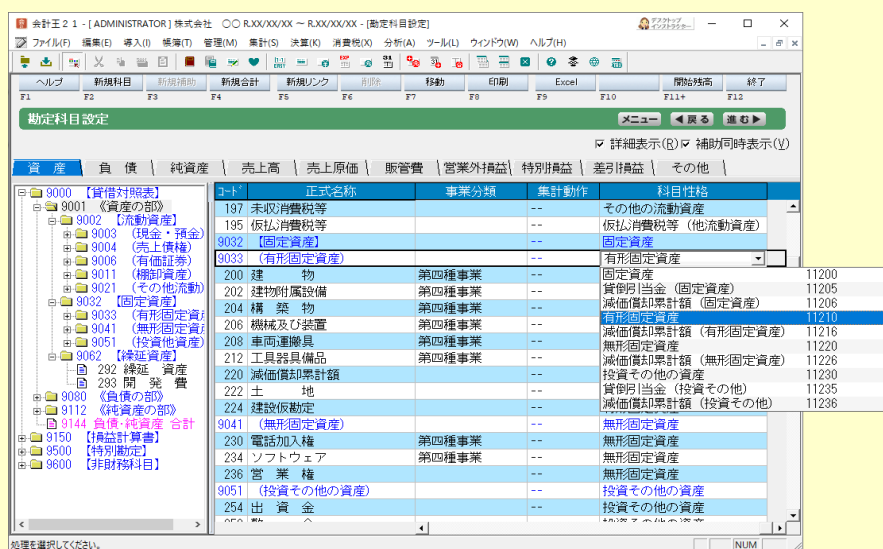 会計王21 - [ADMINISTRATOR] 株式会社 ○○ R.XX/XX/XX ～ R.XX/XX/XX - [勘定科目設定]
デスクトップインストラクター
ファイル(F) 編集(E) 導入(I) 帳簿(T) 管理(M) 集計(S) 決算(K) 消費税(X) 分析(A) ツール(L) ウィンドウ(W) ヘルプ(H)
ヘルプ 新規科目 新規補助 新規合計 新規リンク 削除 移動 印刷 Excel 開始残高 終了
F1 F2 F3 F4 F5 F6 F7 F8 F9 F10 F11+ F12
勘定科目設定 メニュー ◀戻る 進む▶
詳細表示(R) 補助同時表示(V)
資産 負債 純資産 売上高 売上原価 販管費 営業外損益 特別損益 差引損益 その他
9000 【貸借対照表】
9001 《資産の部》
9002 【流動資産】
9003 (現金・預金)
9004 (売上債権)
9006 (有価証券)
9011 (棚卸資産)
9021 (その他流動)
9032 【固定資産】
9033 (有形固定資
9041 (無形固定資
9051 (投資他資産)
9062 【繰延資産】
292 繰延 資産
293 開 発 費
9080 《負債の部》
9112 《純資産の部》
9144 負債・純資産 合計
9150 【損益計算書】
9500 【特別勘定】
9600 【非財務科目】
コード 正式名称 事業分類 集計動作 科目性格
197 未収消費税等 -- その他の流動資産
195 仮払消費税等 -- 仮払消費税等 (他流動資産)
9032 【固定資産】 -- 固定資産
9033 (有形固定資産) -- 有形固定資産
200 建 物 第四種事業 --
202 建物附属設備 第四種事業 --
204 構 築 物 第四種事業 --
206 機械及び装置 第四種事業 --
208 車両運搬具 第四種事業 --
212 工具器具備品 第四種事業 --
220 減価償却累計額 --
222 土 地 --
224 建設仮勘定 --
9041 (無形固定資産) -- 無形固定資産
230 電話加入権 第四種事業 -- 無形固定資産
234 ソフトウェア 第四種事業 -- 無形固定資産
236 営 業 権 -- 無形固定資産
9051 (投資その他の資産) -- 投資その他の資産
254 出 資 金 -- 投資その他の資産
固定資産 11200
貸倒引当金 (固定資産) 11205
減価償却累計額 (固定資産) 11206
有形固定資産 11210
減価償却累計額 (有形固定資産) 11216
無形固定資産 11220
減価償却累計額 (無形固定資産) 11226
投資その他の資産 11230
貸倒引当金 (投資その他) 11235
減価償却累計額 (投資その他) 11236
処理を選択してください。 NUM